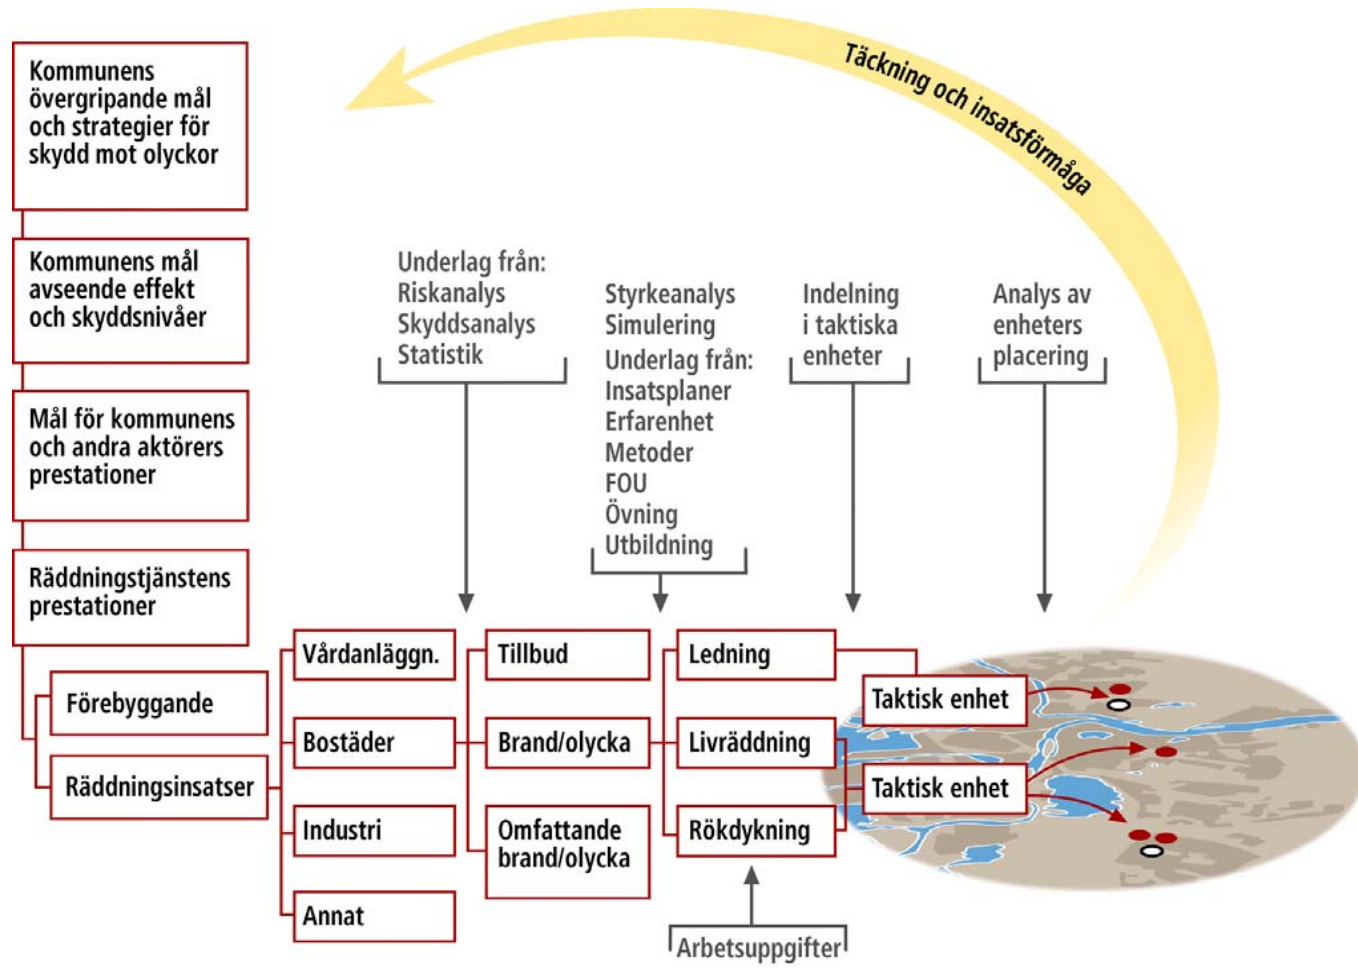 Kommunens
övergripande mål
och strategier för
skydd mot olyckor
Kommunens mål
avseende effekt
och skyddsnivåer
Mål för kommunens
och andra aktörers
prestationer
Räddningstjänstens
prestationer
Förebyggande
Räddningsinsatser
Täckning och insatsförmåga
Underlag från:
Riskanalys
Skyddsanalys
Statistik
Styrkeanalys
Simulering
Underlag från:
Insatsplaner
Erfarenhet
Metoder
FOU
Övning
Utbildning
Indelning
i taktiska
enheter
Analys av
enheters
placering
Vårdanläggn.
Bostäder
Industri
Annat
Tillbud
Brand/olycka
Omfattande
brand/olycka
Ledning
Livräddning
Rökdykning
Taktisk enhet
Taktisk enhet
Arbetsuppgifter